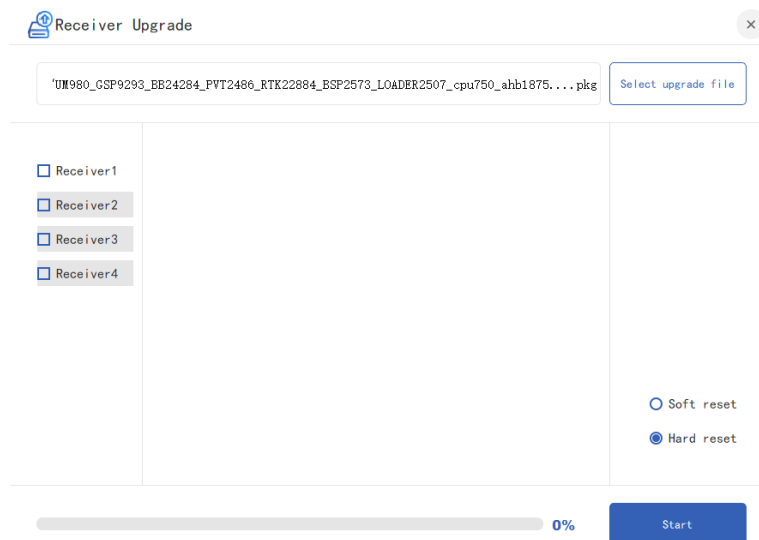 Receiver Upgrade
'UM980_GSP9293_BB24284_PVT2486_RTK22884_BSP2573_LOADER2507_cpu750_ahb1875....pkg
Select upgrade file
Receiver1
Receiver2
Receiver3
Receiver4
Soft reset
Hard reset
0%
Start